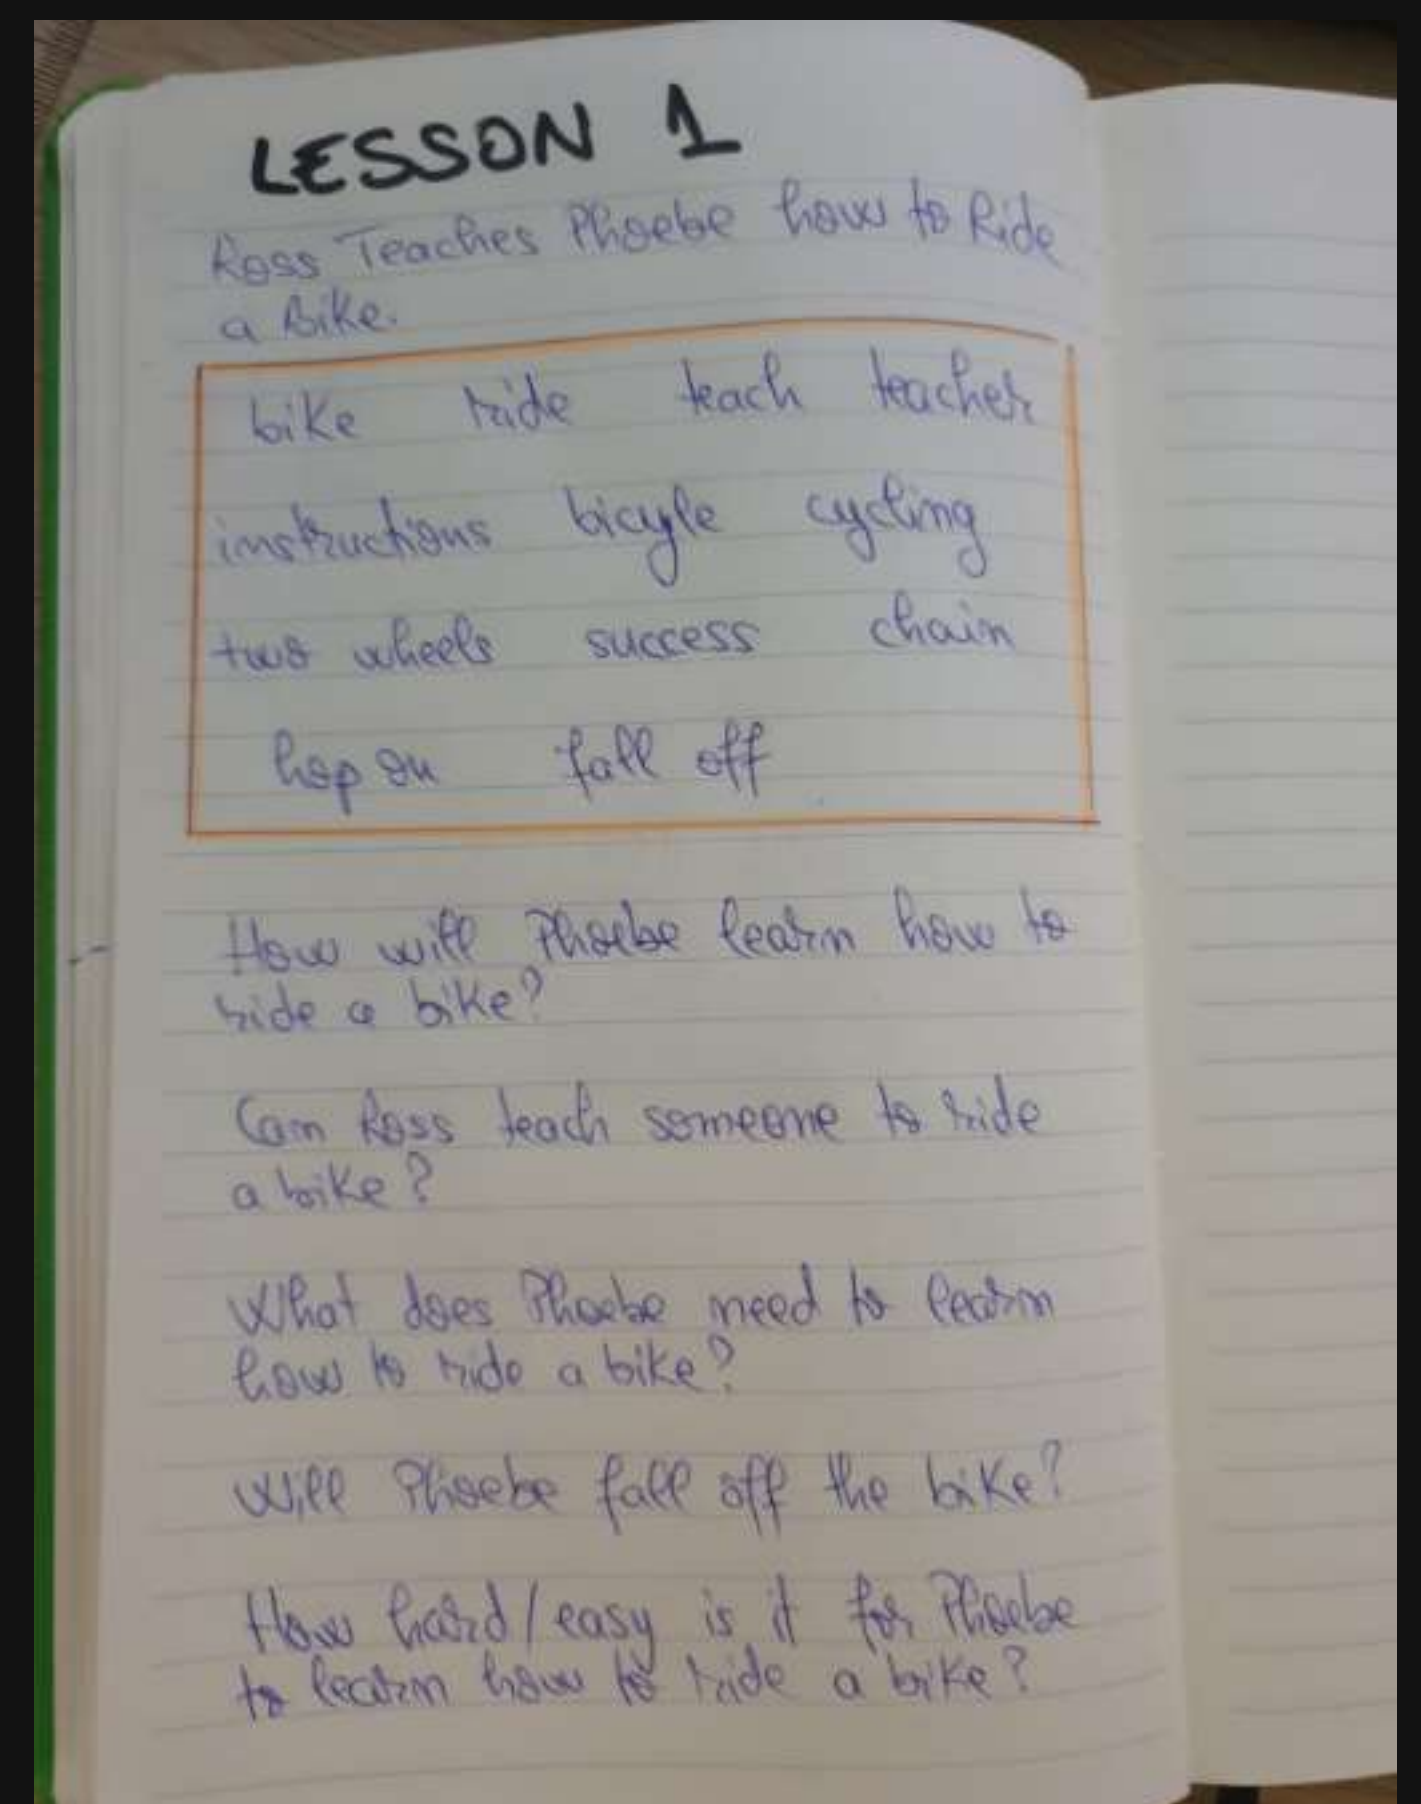 LESSON 1
Ross Teaches Phoebe how to Ride
a Bike.
bike ride teach teacher
instructions bicyle cycling
two wheels success chain
hop on fall off
How will Phoebe learn how to
ride a bike?
Can Ross teach someone to ride
a bike?
What does Phoebe need to learn
how to ride a bike?
Will Phoebe fall off the bike?
How hard/easy is it for Phoebe
to learn how to ride a bike?